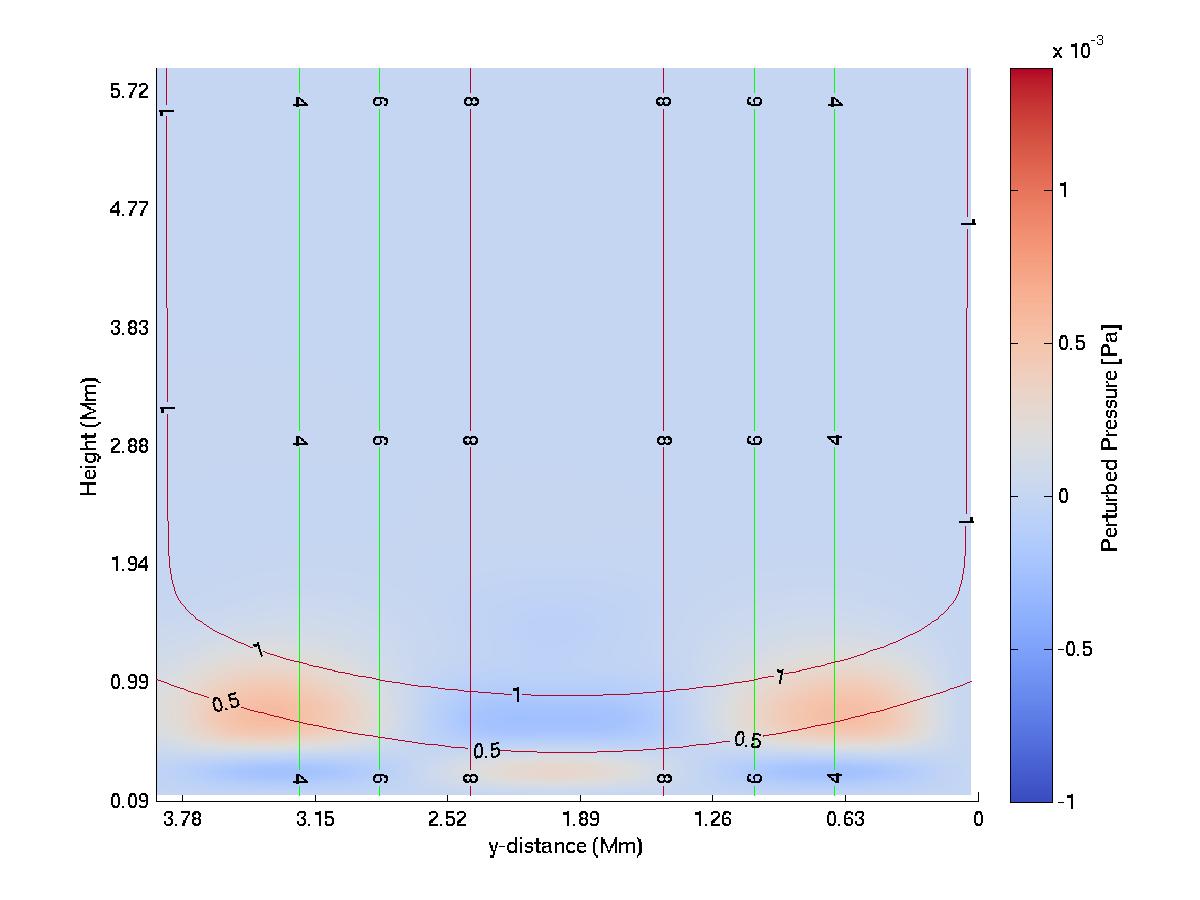 x 10-3
5.72
4.77
3.83
2.88
1.94
0.99
0.09
Height (Mm)
3.78 3.15 2.52 1.89 1.26 0.63 0
y-distance (Mm)
1
0.5
0
-0.5
-1
Perturbed Pressure [Pa]
4 6 8 8 6 4
1
1
1
4 6 8 8 6 4
1
1 1 1
0.5 0.5 0.5
4 6 8 8 6 4